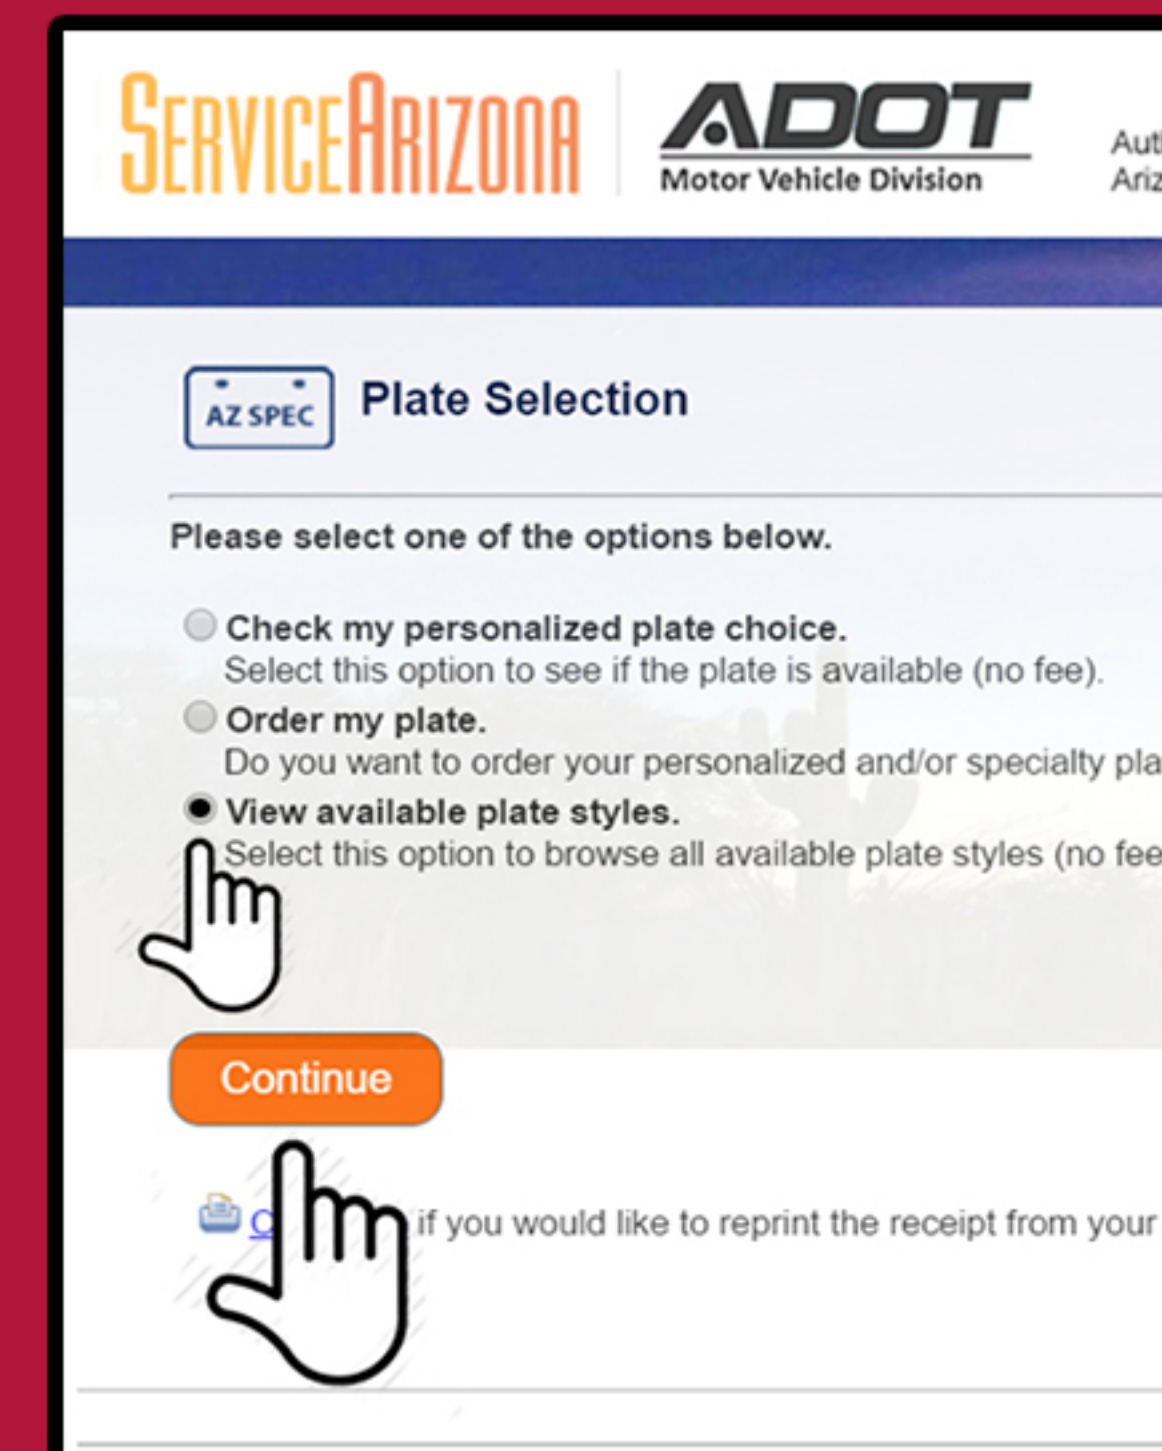 SERVICEARIZONA
ADOT
Motor Vehicle Division
Aut
Ariz
AZ SPEC
Plate Selection
Please select one of the options below.
Check my personalized plate choice.
Select this option to see if the plate is available (no fee).
Order my plate.
Do you want to order your personalized and/or specialty pla
View available plate styles.
Select this option to browse all available plate styles (no fee
Continue
if you would like to reprint the receipt from your